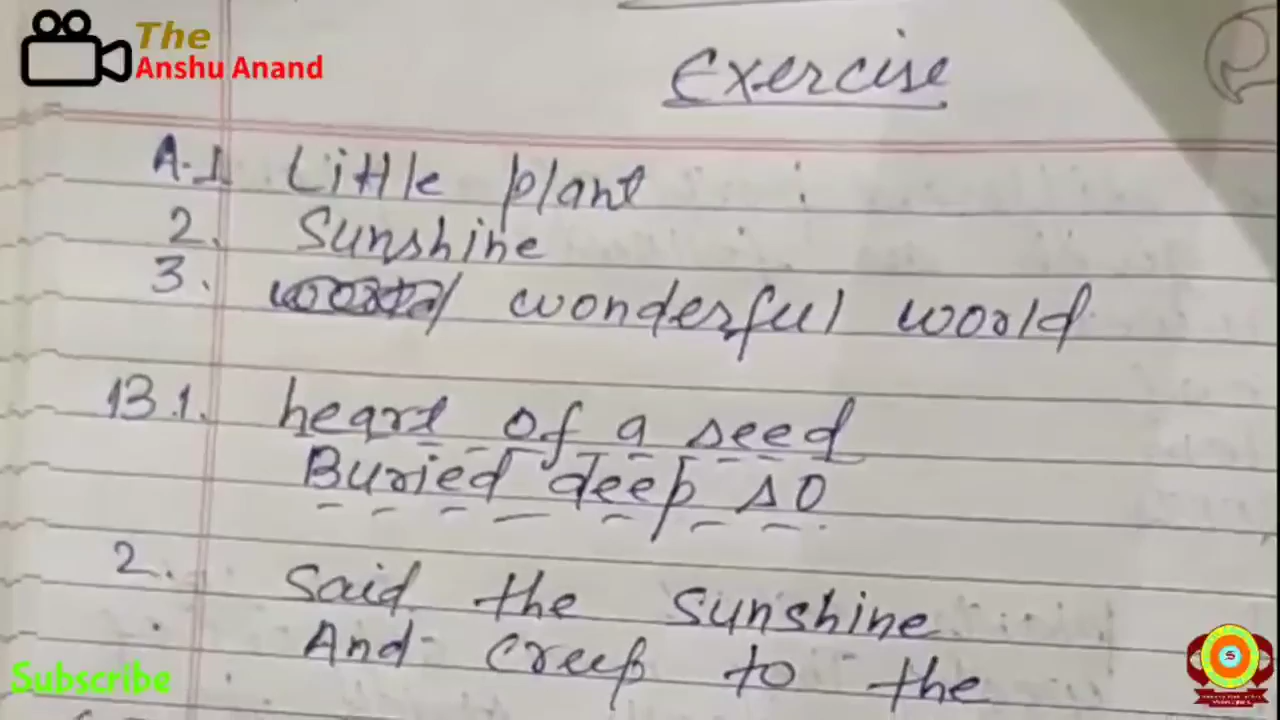 The
Anshu Anand
Exercise
A.1 Little plant
2. Sunshine
3. wonderful world
B.1. heart of a seed
Buried deep so
2. Said the sunshine
And creep to the
Subscribe